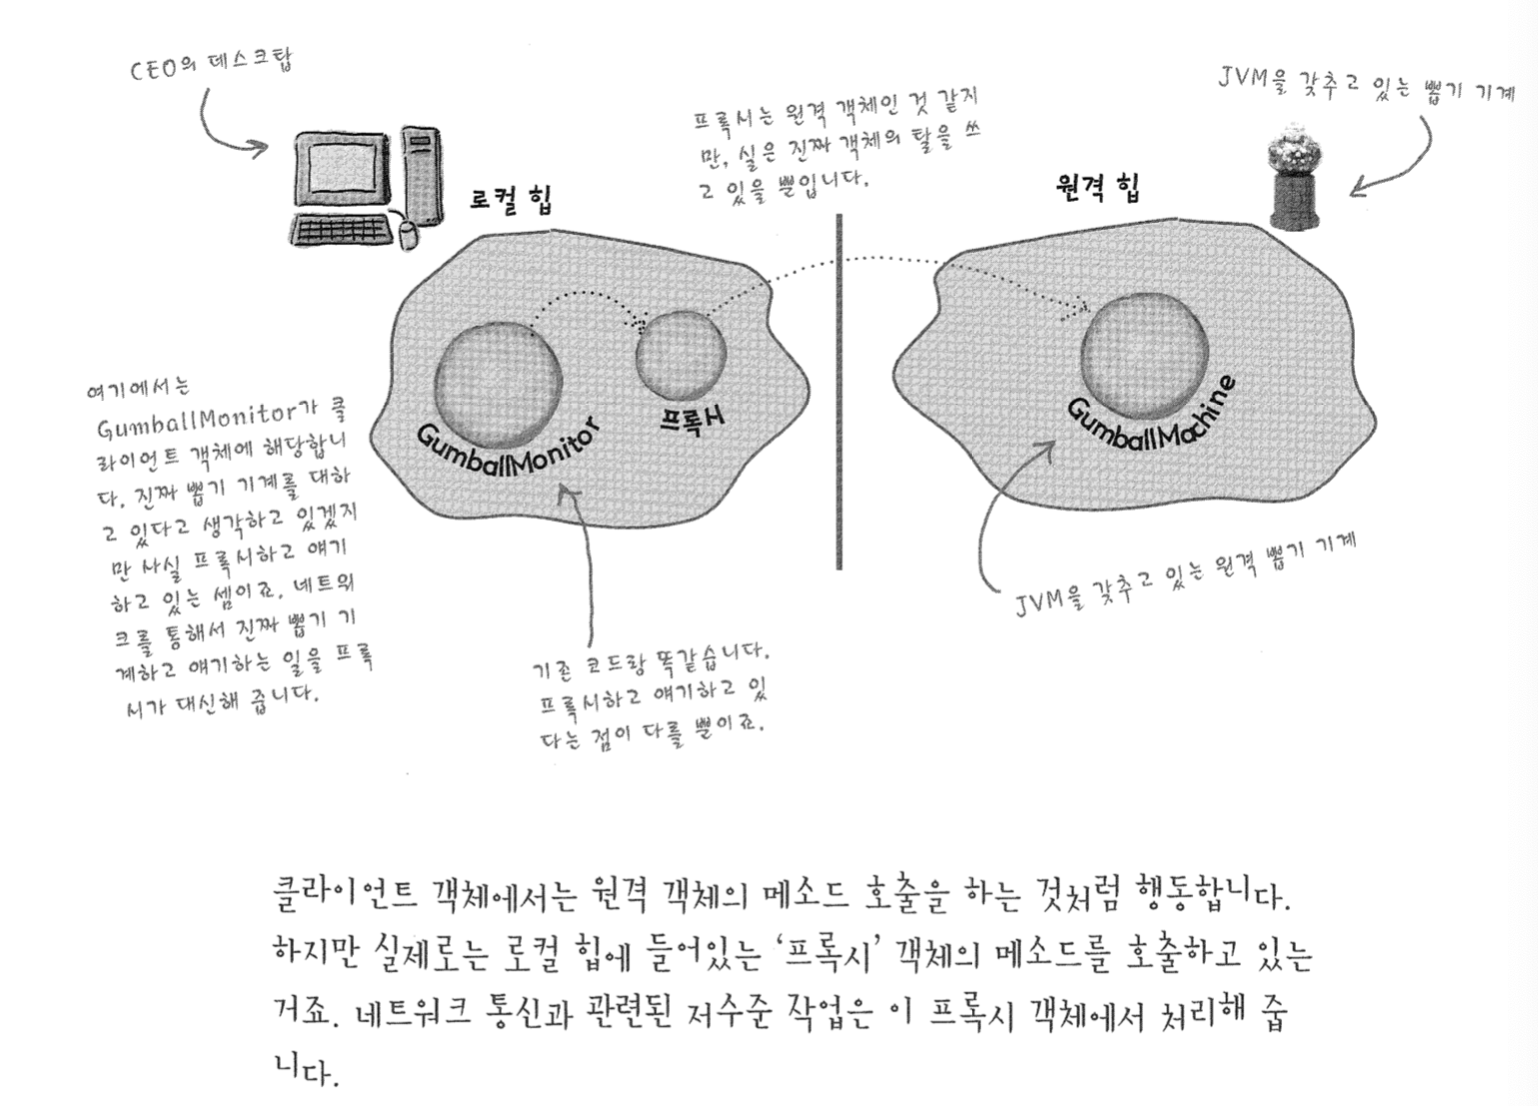 CEO의 데스크탑
JVM을 갖추고 있는 뽑기 기계
프록시는 원격 객체인 것 같지
만, 실은 진짜 객체의 탈을 쓰
고 있을 뿐입니다.
로컬 힙
원격 힙
여기에서는
GumballMonitor가 클
라이언트 객체에 해당합니
다. 진짜 뽑기 기계를 대하
고 있다고 생각하고 있겠지
만 사실 프록시하고 얘기
하고 있는 셈이죠. 네트워
크를 통해서 진짜 뽑기 기
계하고 얘기하는 일을 프록
시가 대신해 줍니다.
GumballMonitor
프록시
GumballMachine
기존 코드랑 똑같습니다.
프록시하고 얘기하고 있
다는 점이 다를 뿐이죠.
JVM을 갖추고 있는 원격 뽑기 기계
클라이언트 객체에서는 원격 객체의 메소드 호출을 하는 것처럼 행동합니다.
하지만 실제로는 로컬 힙에 들어있는 ‘프록시’ 객체의 메소드를 호출하고 있는
거죠. 네트워크 통신과 관련된 저수준 작업은 이 프록시 객체에서 처리해 줍
니다.